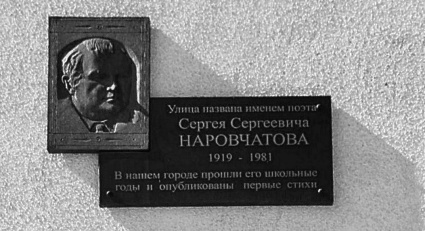 Улица названа именем поэта
Сергея Сергеевича
НАРОВЧАТОВА
1919 - 1981
В нашем городе прошли его школьные
годы и опубликованы первые стихи